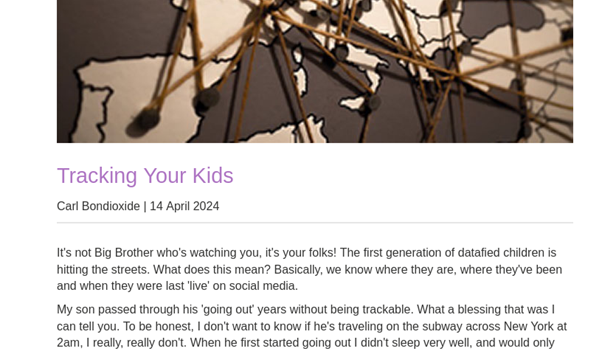 Tracking Your Kids
Carl Bondioxide | 14 April 2024
It's not Big Brother who's watching you, it's your folks! The first generation of datafied children is
hitting the streets. What does this mean? Basically, we know where they are, where they've been
and when they were last 'live' on social media.
My son passed through his 'going out' years without being trackable. What a blessing that was I
can tell you. To be honest, I don't want to know if he's traveling on the subway across New York at
2am, I really, really don't. When he first started going out I didn't sleep very well, and would only